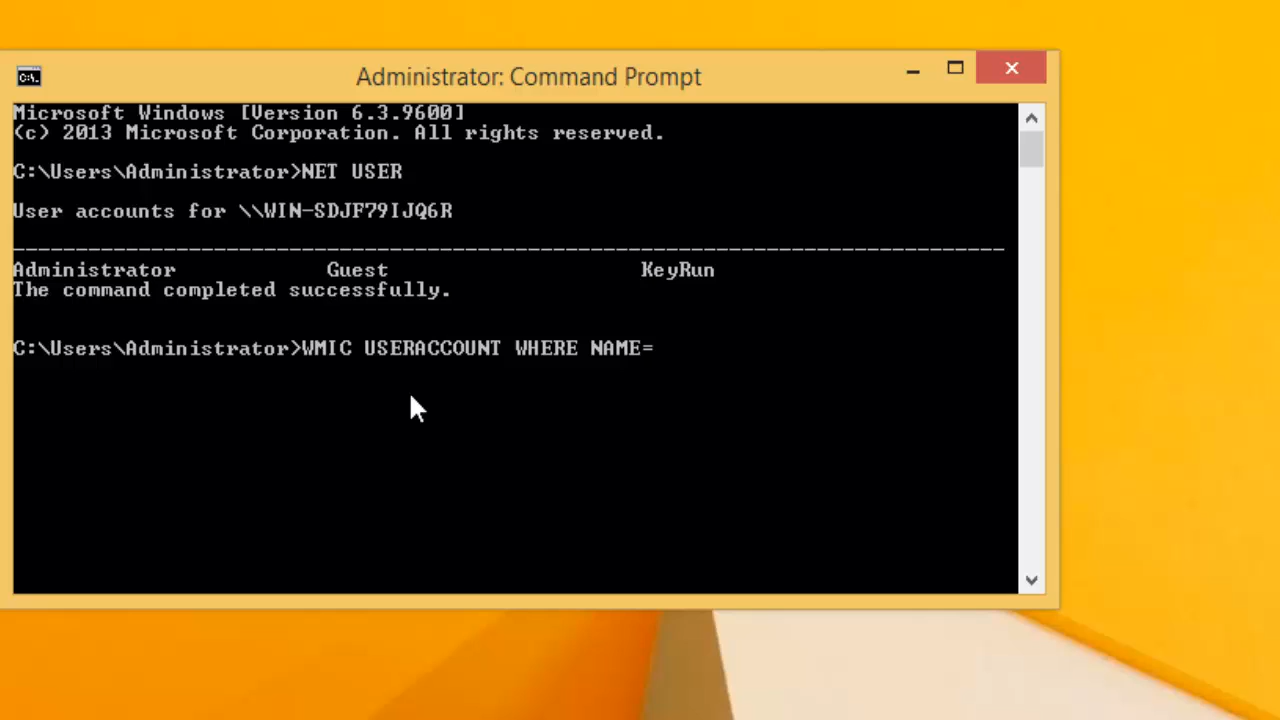 Administrator: Command Prompt
Microsoft Windows [Version 6.3.9600]
(c) 2013 Microsoft Corporation. All rights reserved.
C:\Users\Administrator>NET USER
User accounts for \\WIN-SDJF79IJQ6R
-------------------------------------------------------------------------------
Administrator Guest KeyRun
The command completed successfully.
C:\Users\Administrator>WMIC USERACCOUNT WHERE NAME=